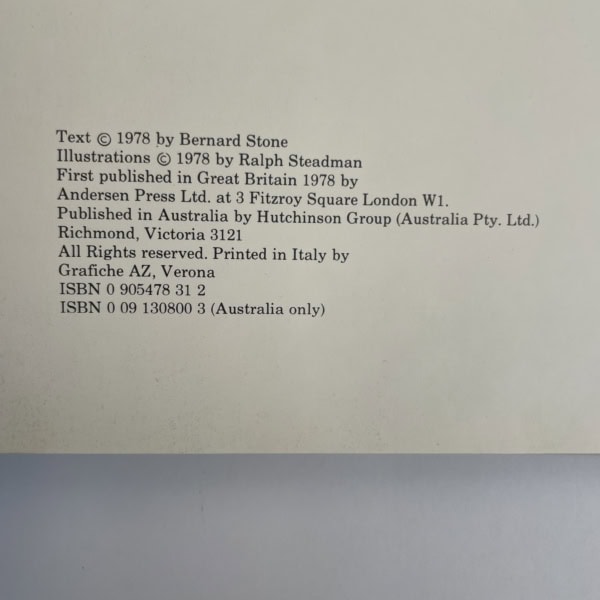 Text © 1978 by Bernard Stone
Illustrations © 1978 by Ralph Steadman
First published in Great Britain 1978 by
Andersen Press Ltd. at 3 Fitzroy Square London W1.
Published in Australia by Hutchinson Group (Australia Pty. Ltd.)
Richmond, Victoria 3121
All Rights reserved. Printed in Italy by
Grafiche AZ, Verona
ISBN 0 905478 31 2
ISBN 0 09 130800 3 (Australia only)